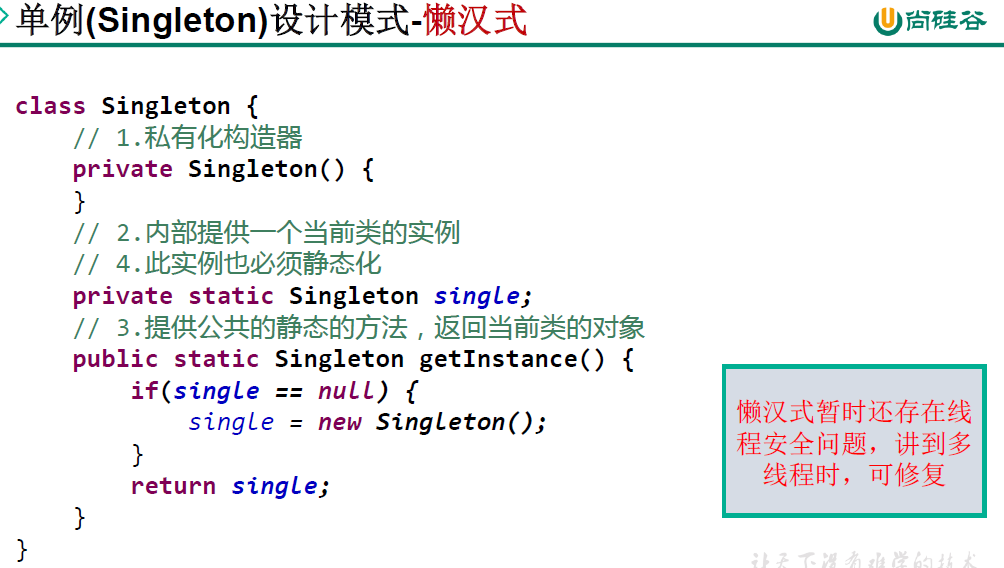 单例(Singleton)设计模式-懒汉式
尚硅谷
class Singleton {
// 1.私有化构造器
private Singleton() {
}
// 2.内部提供一个当前类的实例
// 4.此实例也必须静态化
private static Singleton single;
// 3.提供公共的静态的方法，返回当前类的对象
public static Singleton getInstance() {
if(single == null) {
single = new Singleton();
}
return single;
}
}
懒汉式暂时还存在线
程安全问题，讲到多
线程时，可修复
让天下没有难学的技术